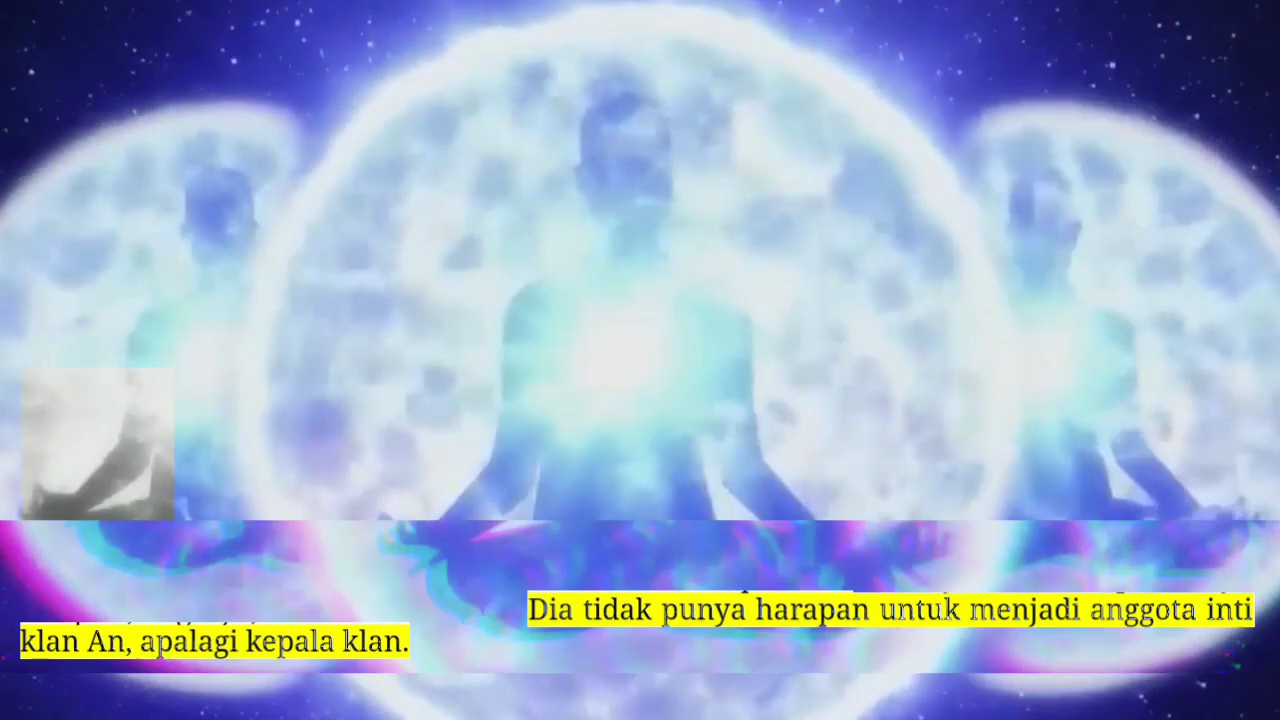 Dia tidak punya harapan untuk menjadi anggota inti
klan An, apalagi kepala klan.